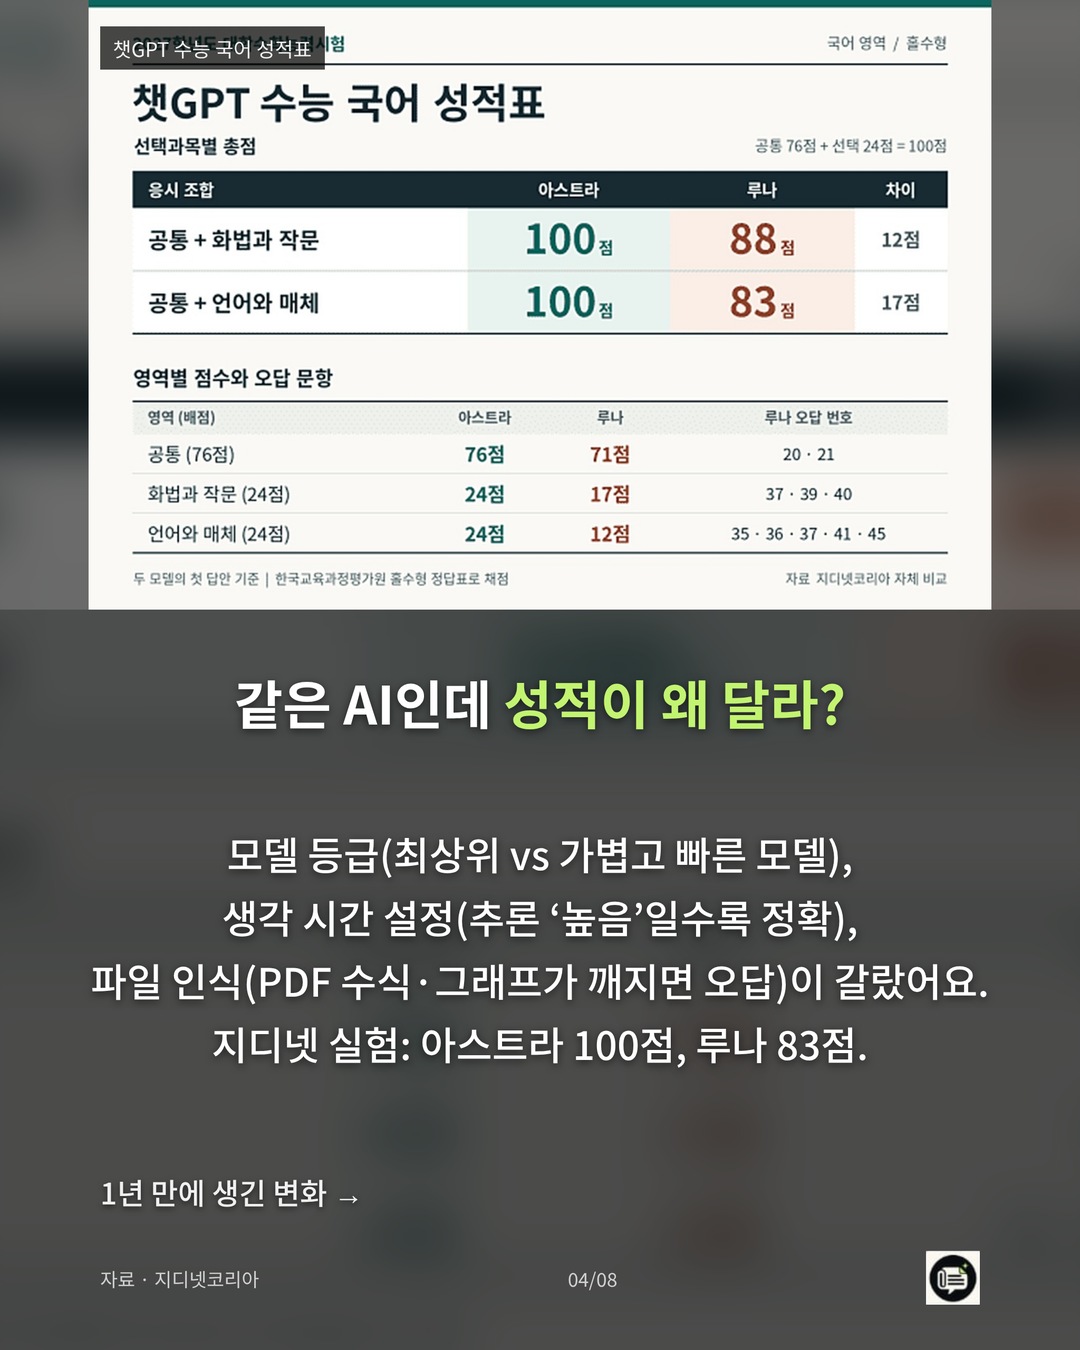 챗GPT 수능 국어 성적표
시험
국어 영역 / 홀수형
챗GPT 수능 국어 성적표
선택과목별 총점
공통 76점 + 선택 24점 = 100점
응시 조합 아스트라 루나 차이
공통 + 화법과 작문 100점 88점 12점
공통 + 언어와 매체 100점 83점 17점
영역별 점수와 오답 문항
영역 (배점) 아스트라 루나 루나 오답 번호
공통 (76점) 76점 71점 20 · 21
화법과 작문 (24점) 24점 17점 37 · 39 · 40
언어와 매체 (24점) 24점 12점 35 · 36 · 37 · 41 · 45
두 모델의 첫 답안 기준 | 한국교육과정평가원 홀수형 정답표로 채점
자료 지디넷코리아 자체 비교
같은 AI인데 성적이 왜 달라?
모델 등급(최상위 vs 가볍고 빠른 모델),
생각 시간 설정(추론 ‘높음’일수록 정확),
파일 인식(PDF 수식·그래프가 깨지면 오답)이 갈랐어요.
지디넷 실험: 아스트라 100점, 루나 83점.
1년 만에 생긴 변화 →
자료 · 지디넷코리아
04/08